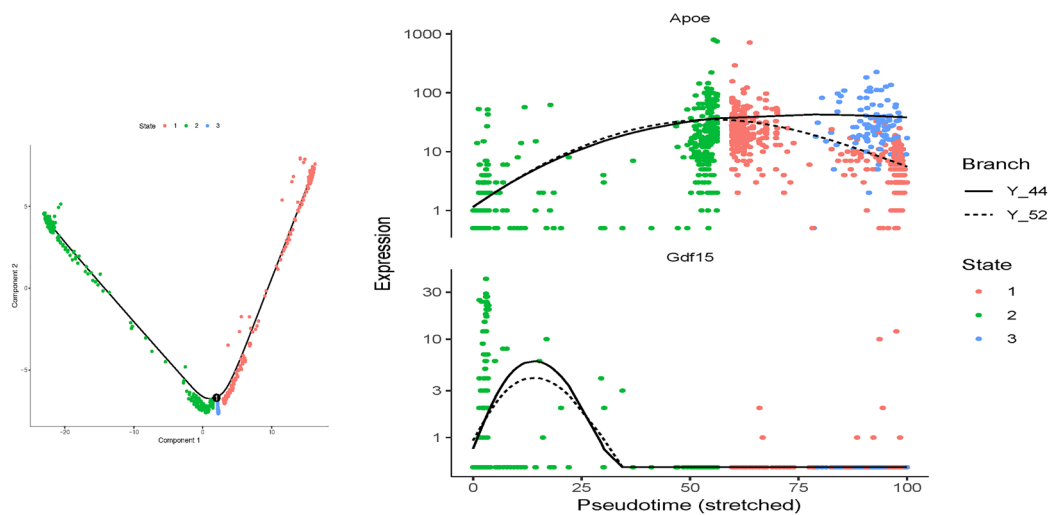 State 1 2 3
5
0
−5
−20
−10
0
10
Component 1
Component 2
1
Apoe
1000
100
10
1
Gdf15
30
10
3
1
Expression
0
25
50
75
100
Pseudotime (stretched)
Branch
Y_44
Y_52
State
1
2
3